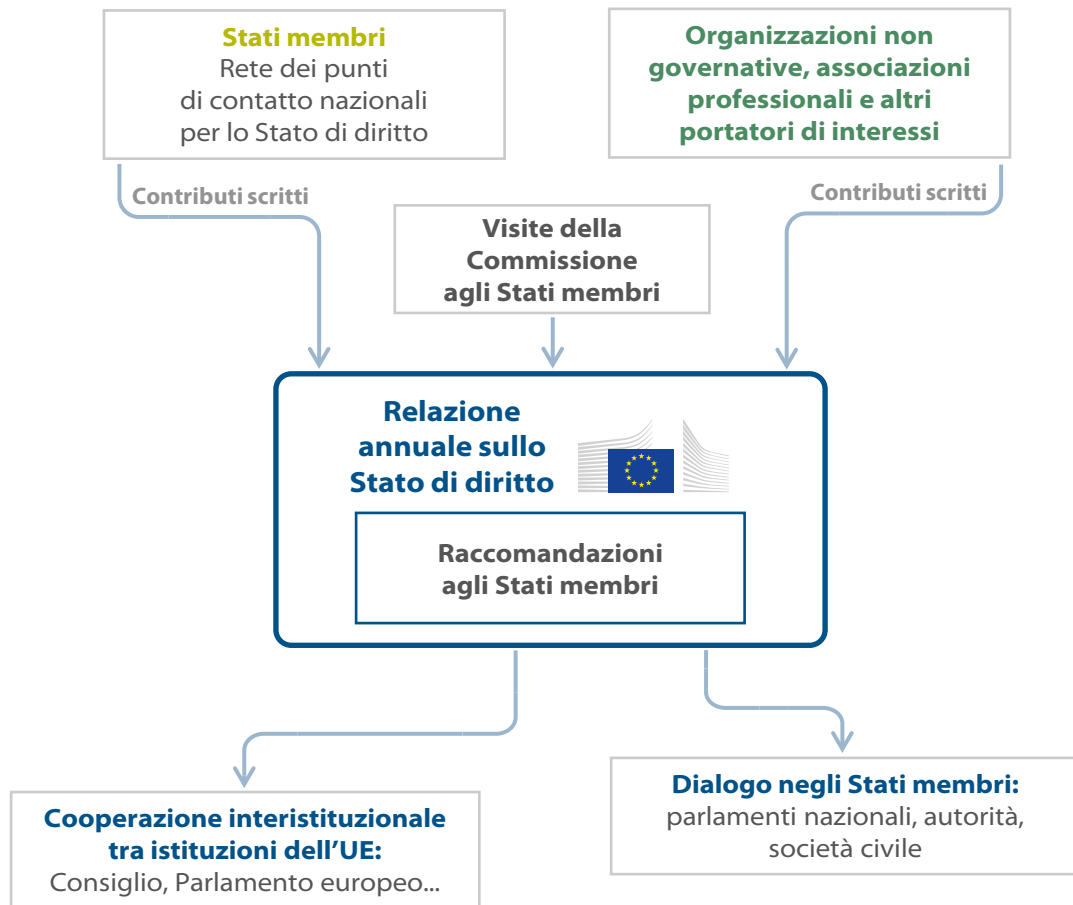 Stati membri
Rete dei punti
di contatto nazionali
per lo Stato di diritto
Organizzazioni non
governative, associazioni
professionali e altri
portatori di interessi
Contributi scritti
Contributi scritti
Visite della
Commissione
agli Stati membri
Relazione
annuale sullo
Stato di diritto
Raccomandazioni
agli Stati membri
Cooperazione interistituzionale
tra istituzioni dell’UE:
Consiglio, Parlamento europeo...
Dialogo negli Stati membri:
parlamenti nazionali, autorità,
società civile